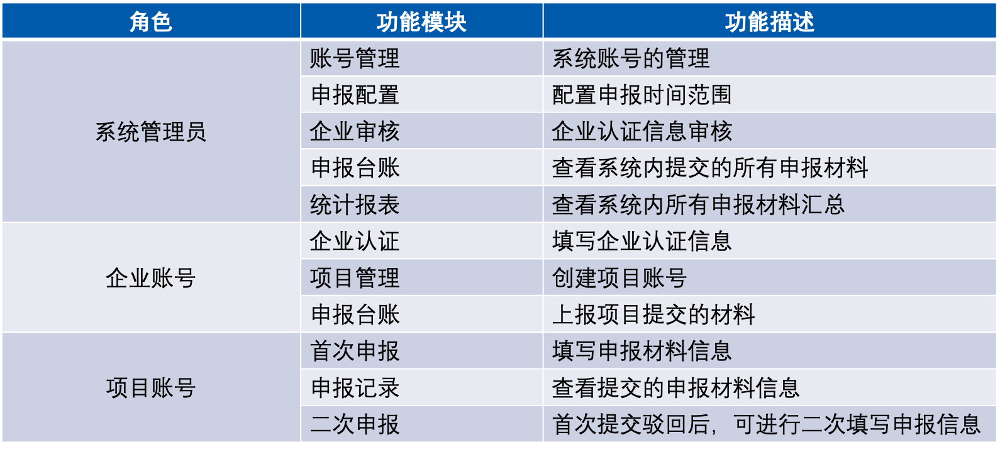 角色 功能模块 功能描述
账号管理 系统账号的管理
申报配置 配置申报时间范围
系统管理员 企业审核 企业认证信息审核
申报台账 查看系统内提交的所有申报材料
统计报表 查看系统内所有申报材料汇总
企业认证 填写企业认证信息
企业账号 项目管理 创建项目账号
申报台账 上报项目提交的材料
首次申报 填写申报材料信息
项目账号 申报记录 查看提交的申报材料信息
二次申报 首次提交驳回后，可进行二次填写申报信息